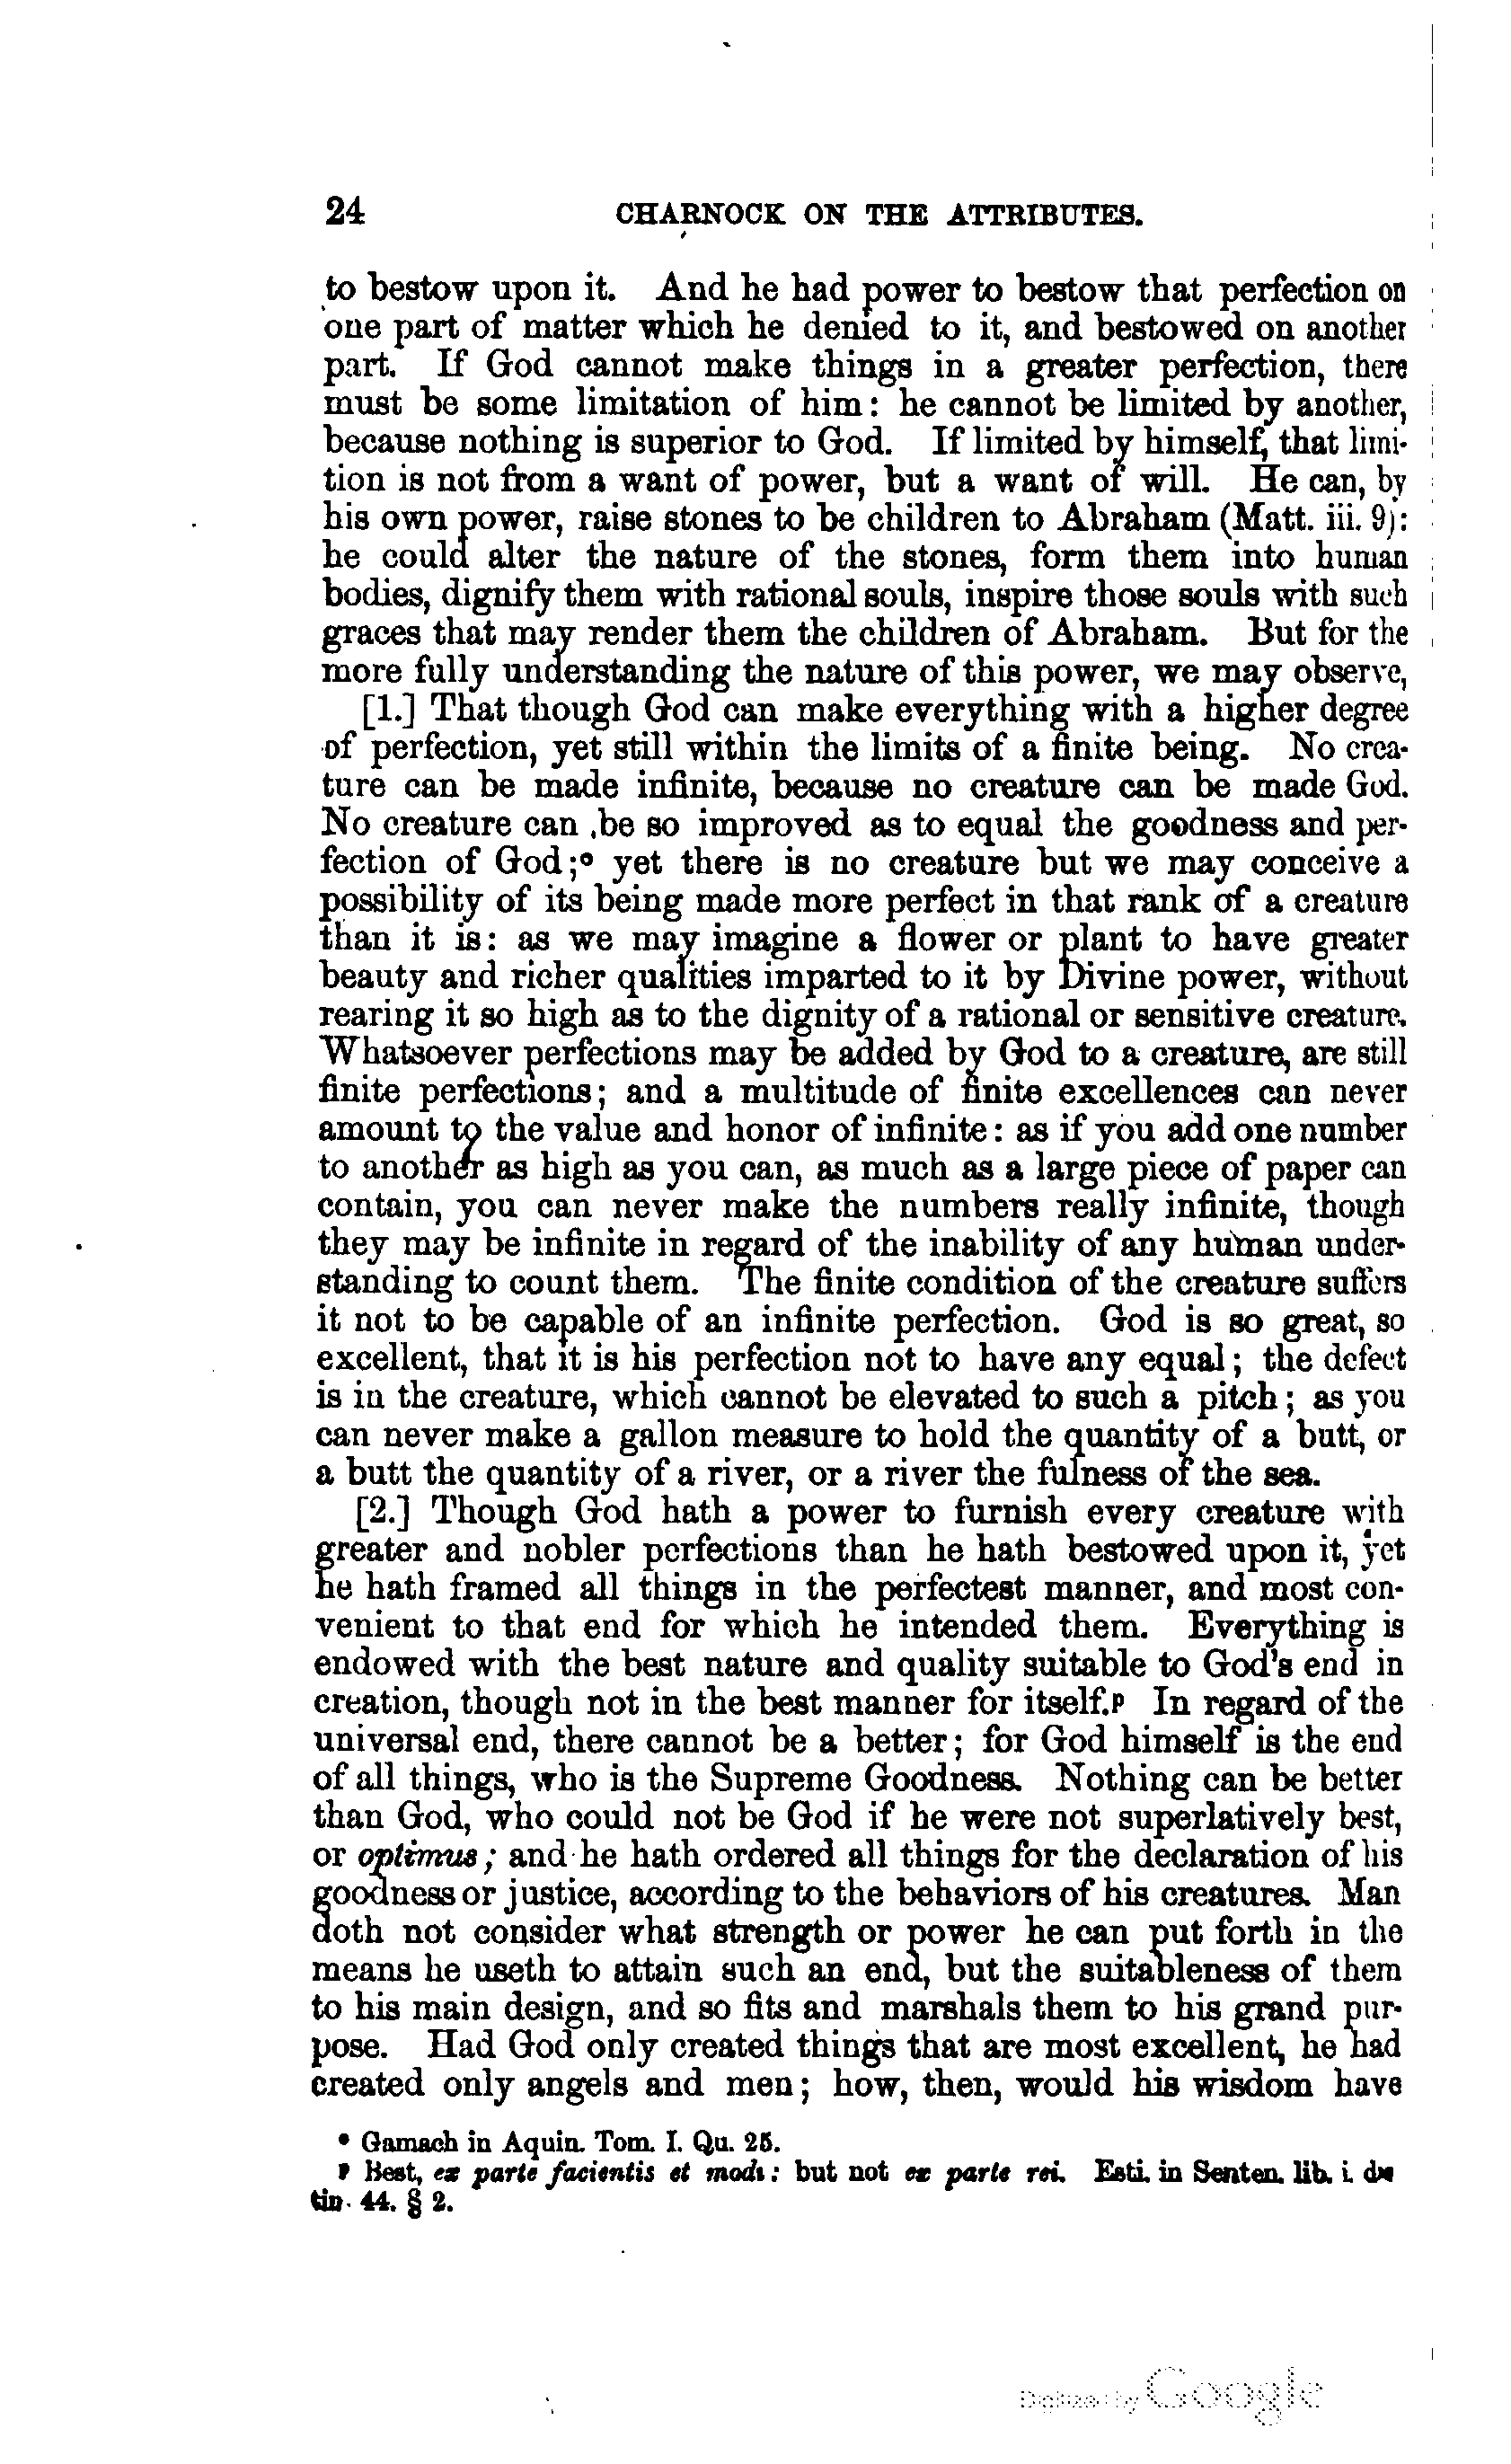 24 CHARNOCK ON THE ATTRIBUTES.
to bestow upon it. And he had power to bestow that perfection on
one part of matter which he denied to it, and bestowed on another
part. If God cannot make things in a greater perfection, there
must be some limitation of him: he cannot be limited by another,
because nothing is superior to God. If limited by himself, that limi-
tion is not from a want of power, but a want of will. He can, by
his own power, raise stones to be children to Abraham (Matt. iii. 9):
he could alter the nature of the stones, form them into human
bodies, dignify them with rational souls, inspire those souls with such
graces that may render them the children of Abraham. But for the
more fully understanding the nature of this power, we may observe,
[1.] That though God can make everything with a higher degree
of perfection, yet still within the limits of a finite being. No crea-
ture can be made infinite, because no creature can be made God.
No creature can be so improved as to equal the goodness and per-
fection of God;o yet there is no creature but we may conceive a
possibility of its being made more perfect in that rank of a creature
than it is: as we may imagine a flower or plant to have greater
beauty and richer qualities imparted to it by Divine power, without
rearing it so high as to the dignity of a rational or sensitive creature.
Whatsoever perfections may be added by God to a creature, are still
finite perfections; and a multitude of finite excellences can never
amount to the value and honor of infinite: as if you add one number
to another as high as you can, as much as a large piece of paper can
contain, you can never make the numbers really infinite, though
they may be infinite in regard of the inability of any human under-
standing to count them. The finite condition of the creature suffers
it not to be capable of an infinite perfection. God is so great, so
excellent, that it is his perfection not to have any equal; the defect
is in the creature, which cannot be elevated to such a pitch; as you
can never make a gallon measure to hold the quantity of a butt, or
a butt the quantity of a river, or a river the fulness of the sea.
[2.] Though God hath a power to furnish every creature with
greater and nobler perfections than he hath bestowed upon it, yet
he hath framed all things in the perfectest manner, and most con-
venient to that end for which he intended them. Everything is
endowed with the best nature and quality suitable to God's end in
creation, though not in the best manner for itself.p In regard of the
universal end, there cannot be a better; for God himself is the end
of all things, who is the Supreme Goodness. Nothing can be better
than God, who could not be God if he were not superlatively best,
or optimus; and he hath ordered all things for the declaration of his
goodness or justice, according to the behaviors of his creatures. Man
doth not consider what strength or power he can put forth in the
means he useth to attain such an end, but the suitableness of them
to his main design, and so fits and marshals them to his grand pur-
pose. Had God only created things that are most excellent, he had
created only angels and men; how, then, would his wisdom have
o Gamach in Aquin. Tom. I. Qu. 25.
p Best, ex parte facientis et modi: but not ex parte rei. Esti. in Senten. lib. i. dis
tin. 44. § 2.
Digitized by Google